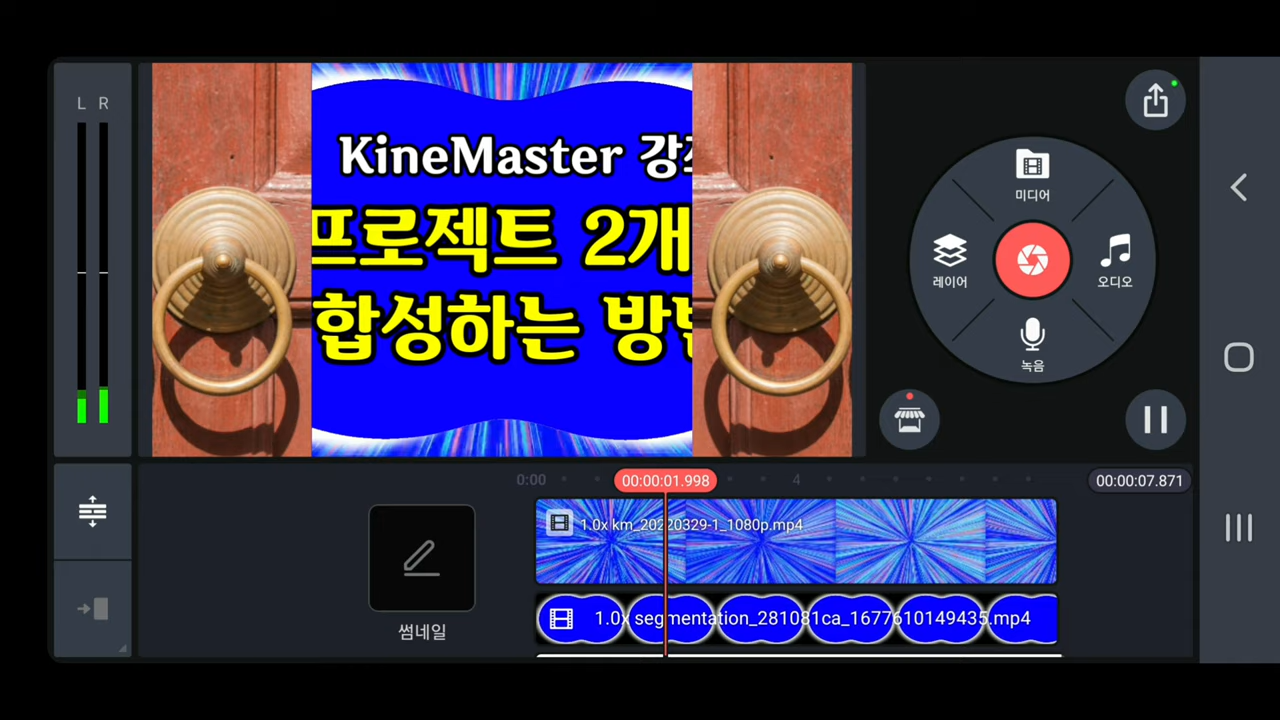 L R
KineMaster 강
프로젝트 2개
합성하는 방
미디어
레이어
오디오
녹음
0:00
00:00:01.998
4
00:00:07.871
1.0x km_20220329-1_1080p.mp4
1.0x segmentation_281081ca_1677610149435.mp4
썸네일